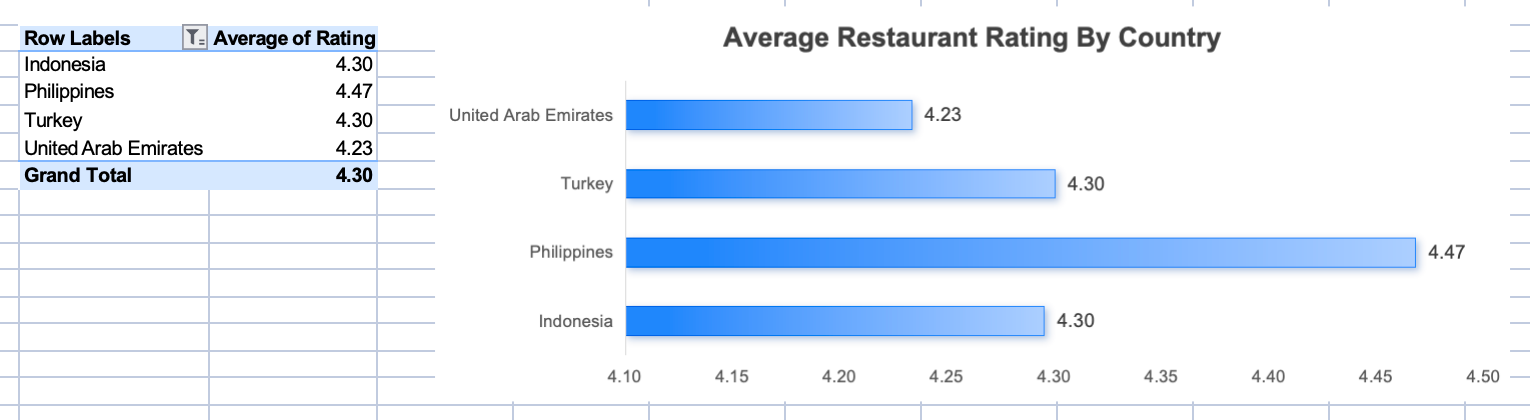 Row Labels Average of Rating
Indonesia 4.30
Philippines 4.47
Turkey 4.30
United Arab Emirates 4.23
Grand Total 4.30
Average Restaurant Rating By Country
United Arab Emirates 4.23
Turkey 4.30
Philippines 4.47
Indonesia 4.30
4.10 4.15 4.20 4.25 4.30 4.35 4.40 4.45 4.50